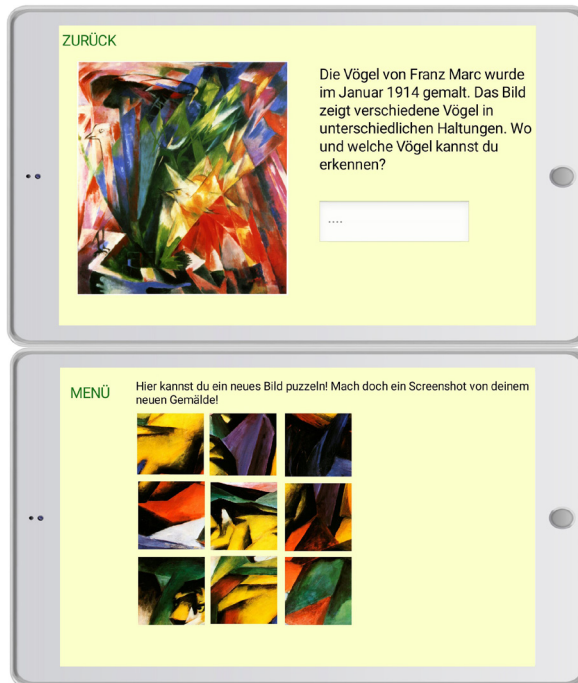 ZURÜCK
Die Vögel von Franz Marc wurde
im Januar 1914 gemalt. Das Bild
zeigt verschiedene Vögel in
unterschiedlichen Haltungen. Wo
und welche Vögel kannst du
erkennen?
....
MENÜ
Hier kannst du ein neues Bild puzzeln! Mach doch ein Screenshot von deinem
neuen Gemälde!